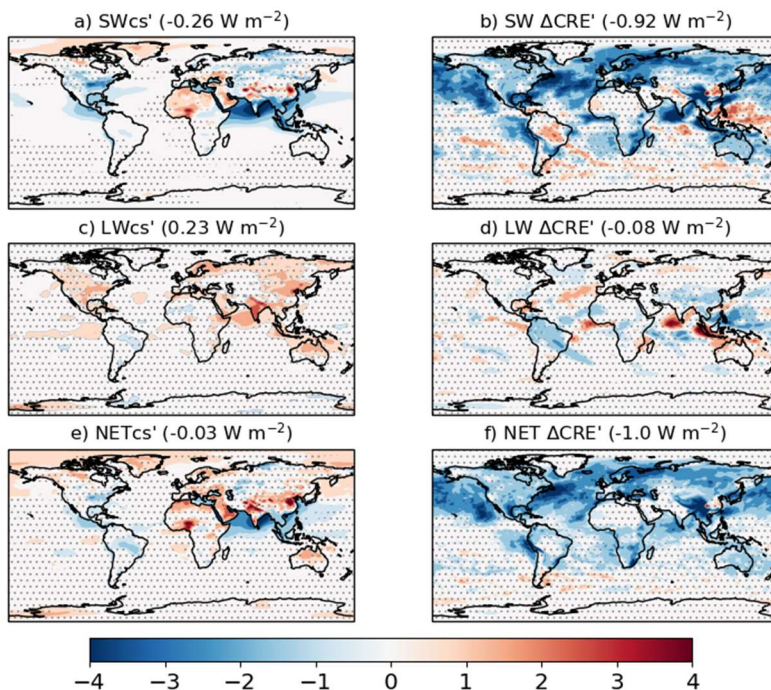 a) SWcs' (-0.26 W m⁻²)
b) SW ΔCRE' (-0.92 W m⁻²)
c) LWcs' (0.23 W m⁻²)
d) LW ΔCRE' (-0.08 W m⁻²)
e) NETcs' (-0.03 W m⁻²)
f) NET ΔCRE' (-1.0 W m⁻²)
−4 −3 −2 −1 0 1 2 3 4